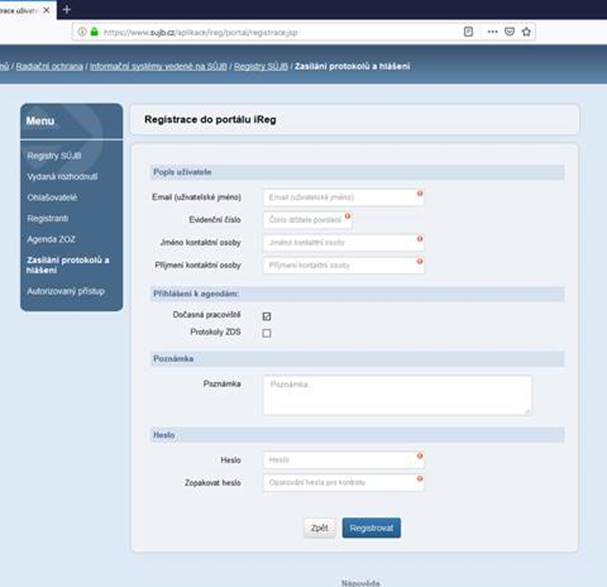 trace uživate
https://www.sujb.cz/aplikace/ireg/portal/registrace.jsp
/ Radiační ochrana / Informační systémy vedené na SÚJB / Registry SÚJB / Zasílání protokolů a hlášení
Menu
Registry SÚJB
Vydaná rozhodnutí
Ohlašovatelé
Registranti
Agenda ZOZ
Zasílání protokolů a
hlášení
Autorizovaný přístup
Registrace do portálu iReg
Popis uživatele
Email (uživatelské jméno) Email (uživatelské jméno)
Evidenční číslo Číslo držitele povolení
Jméno kontaktní osoby Jméno kontaktní osoby
Příjmení kontaktní osoby Příjmení kontaktní osoby
Přihlášení k agendám:
Dočasná pracoviště
Protokoly ZDS
Poznámka
Poznámka Poznámka
Heslo
Heslo Heslo
Zopakovat heslo Opakování hesla pro kontrolu
Zpět Registrovat
Nápověda